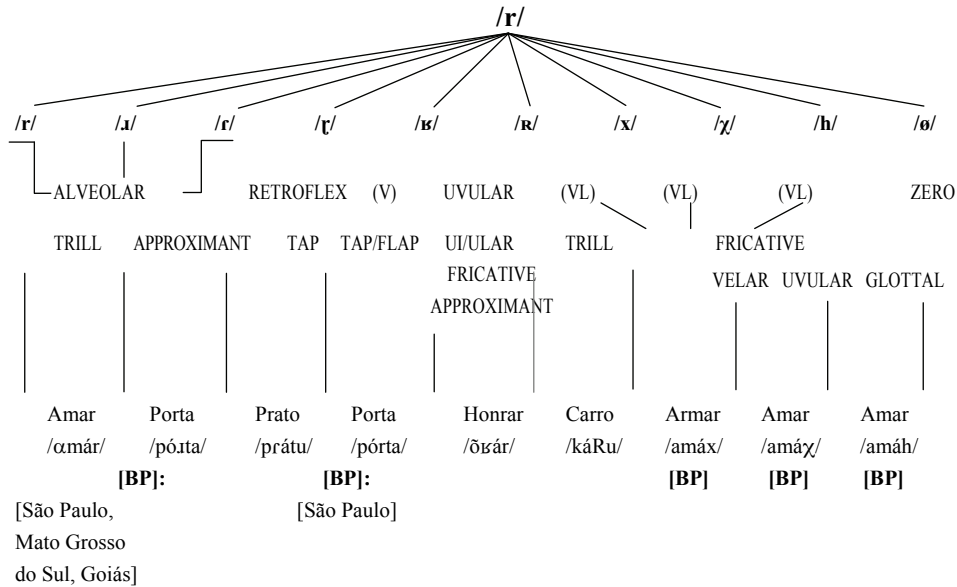 /r/
/r/ /ɹ/ /ɾ/ /ɽ/ /ʁ/ /ʀ/ /x/ /χ/ /h/ /ø/
ALVEOLAR RETROFLEX (V) UVULAR (VL) (VL) (VL) ZERO
TRILL APPROXIMANT TAP TAP/FLAP UI/ULAR TRILL FRICATIVE
FRICATIVE VELAR UVULAR GLOTTAL
APPROXIMANT
Amar Porta Prato Porta Honrar Carro Armar Amar Amar
/αmár/ /póɹta/ /pɾátu/ /pórta/ /õʁár/ /káRu/ /amáx/ /amáχ/ /amáh/
[BP]: [BP]: [BP] [BP] [BP]
[São Paulo, [São Paulo]
Mato Grosso
do Sul, Goiás]